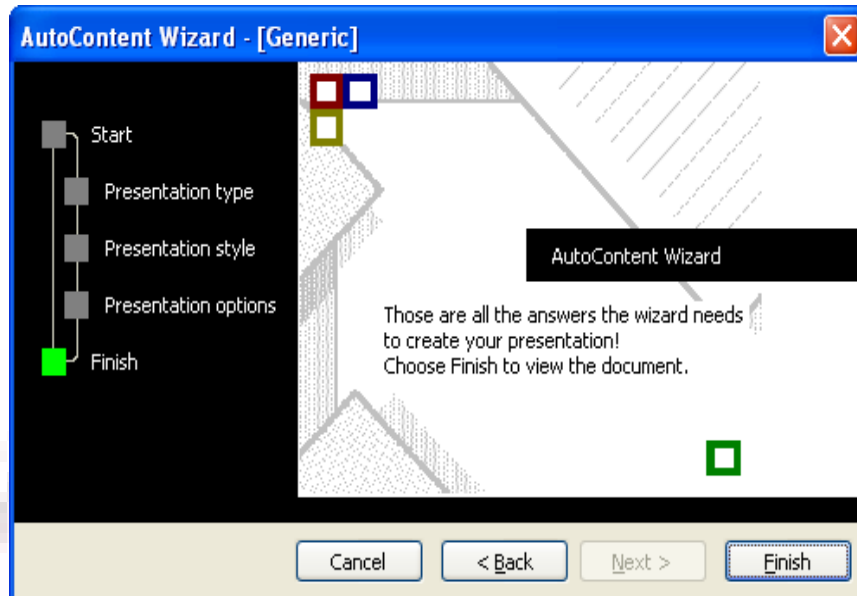 AutoContent Wizard - [Generic]
Start
Presentation type
Presentation style
Presentation options
Finish
AutoContent Wizard
Those are all the answers the wizard needs
to create your presentation!
Choose Finish to view the document.
Cancel
< Back
Next >
Finish